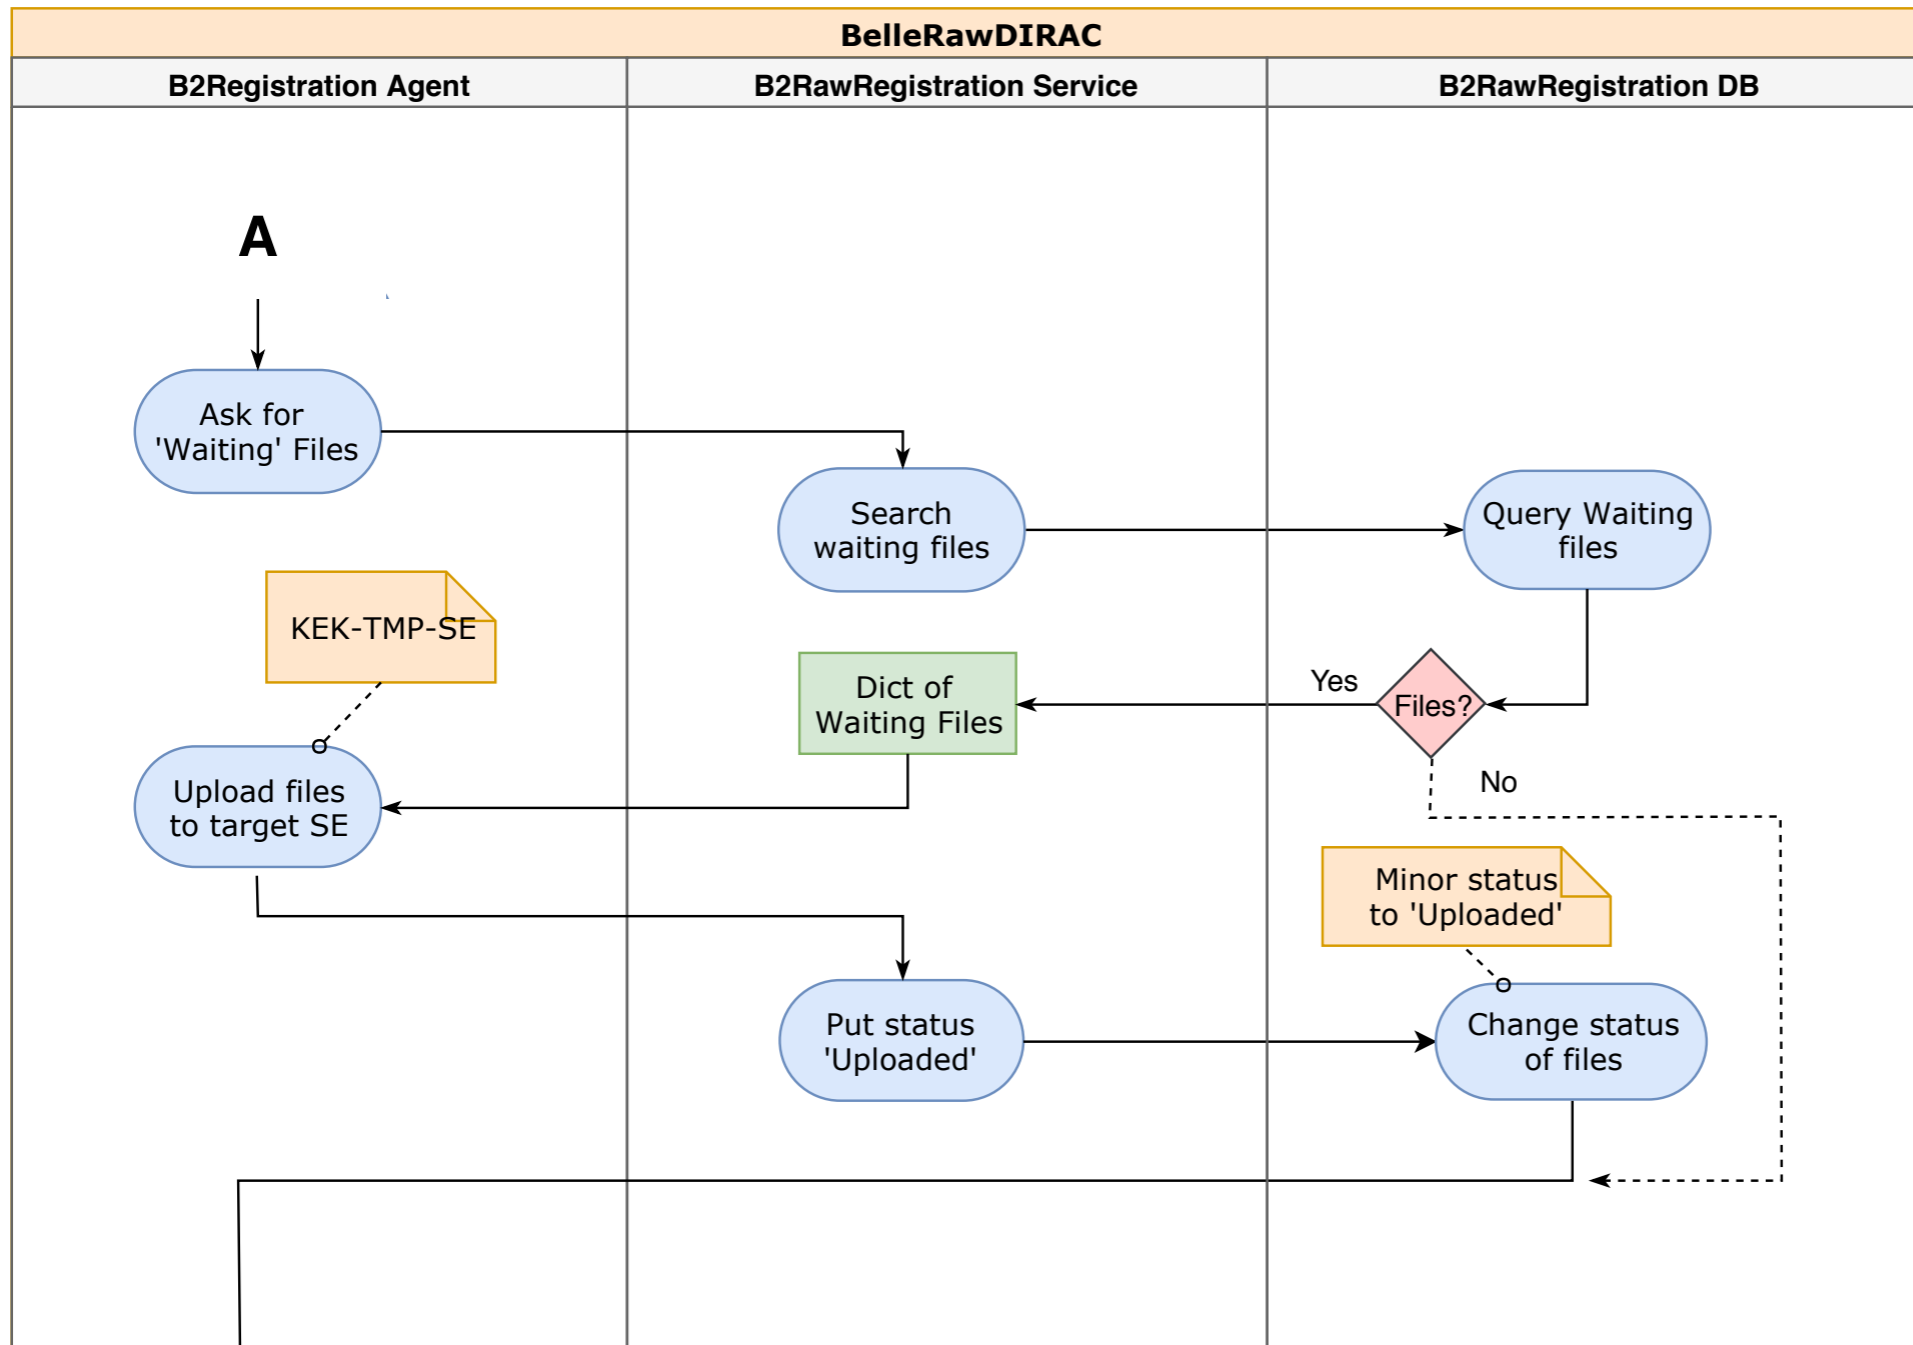 BelleRawDIRAC
B2Registration Agent
B2RawRegistration Service
B2RawRegistration DB
A
Ask for
'Waiting' Files
Search
waiting files
Query Waiting
files
KEK-TMP-SE
Dict of
Waiting Files
Yes
Files?
No
Upload files
to target SE
Minor status
to 'Uploaded'
Put status
'Uploaded'
Change status
of files